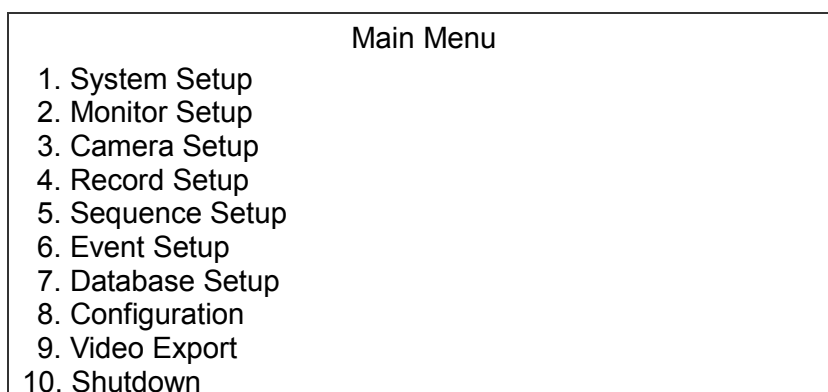 Main Menu
1. System Setup
2. Monitor Setup
3. Camera Setup
4. Record Setup
5. Sequence Setup
6. Event Setup
7. Database Setup
8. Configuration
9. Video Export
10. Shutdown